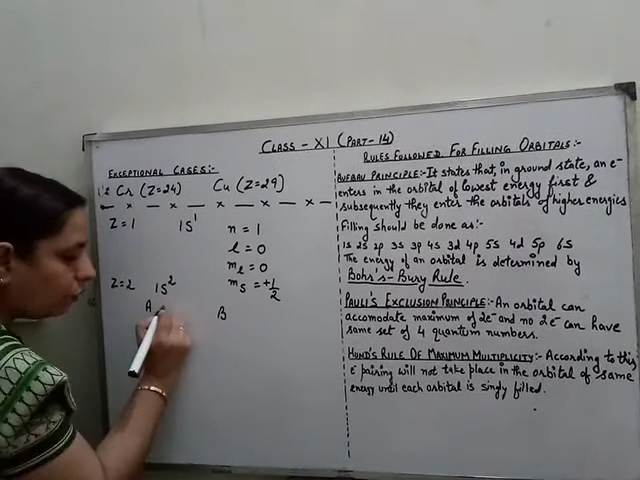 CLASS - XI (PART-14)
EXCEPTIONAL CASES:-
Cr (Z=24) Cu (Z=29)
Z=1 1S¹ n = 1
l = 0
mₗ = 0
mₛ = +1/2
Z=2 1S²
A B
RULES FOLLOWED FOR FILLING ORBITALS:-
AUFBAU PRINCIPLE:- It states that, in ground state, an e⁻
enters in the orbital of lowest energy first &
subsequently they enter the orbitals of higher energies
Filling should be done as:-
1s 2s 2p 3s 3p 4s 3d 4p 5s 4d 5p 6s
The energy of an orbital is determined by
Bohr's-Bury Rule.
PAULI'S EXCLUSION PRINCIPLE:- An orbital can
accomodate maximum of 2e⁻ and no 2e⁻ can have
same set of 4 quantum numbers.
HUND'S RULE OF MAXIMUM MULTIPLICITY:- According to this,
e⁻ pairing will not take place in the orbital of same
energy until each orbital is singly filled.